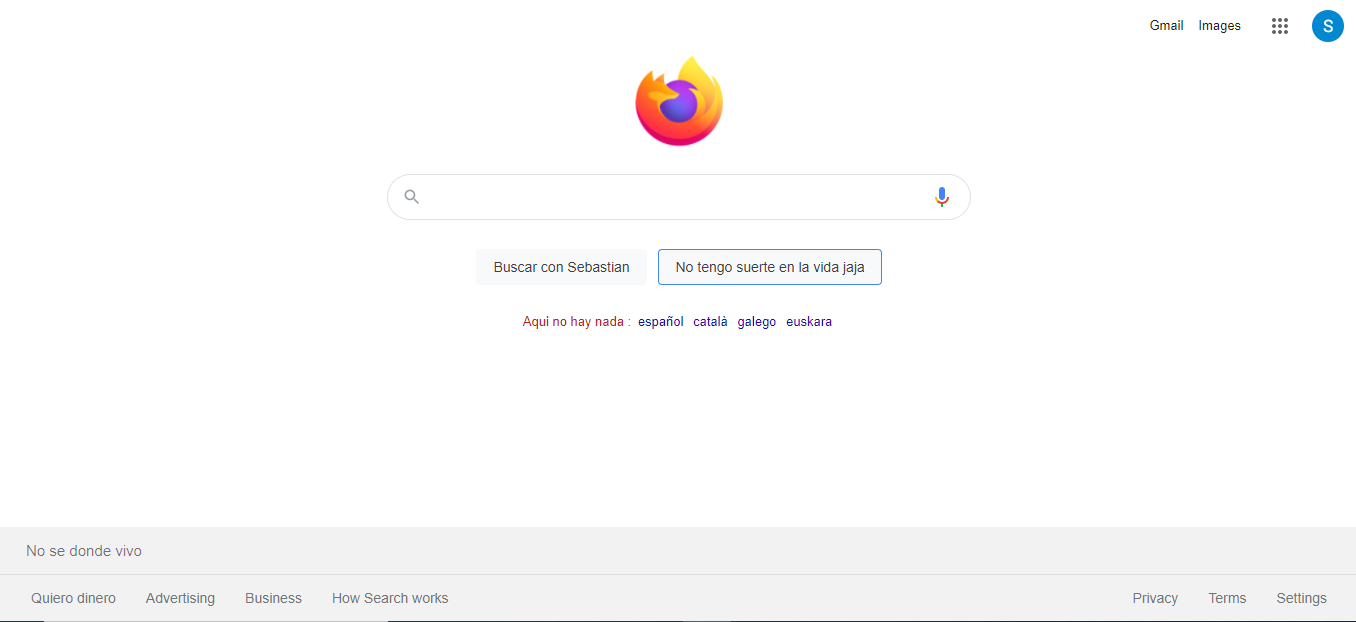 Gmail Images S
Buscar con Sebastian No tengo suerte en la vida jaja
Aqui no hay nada : español català galego euskara
No se donde vivo
Quiero dinero Advertising Business How Search works Privacy Terms Settings